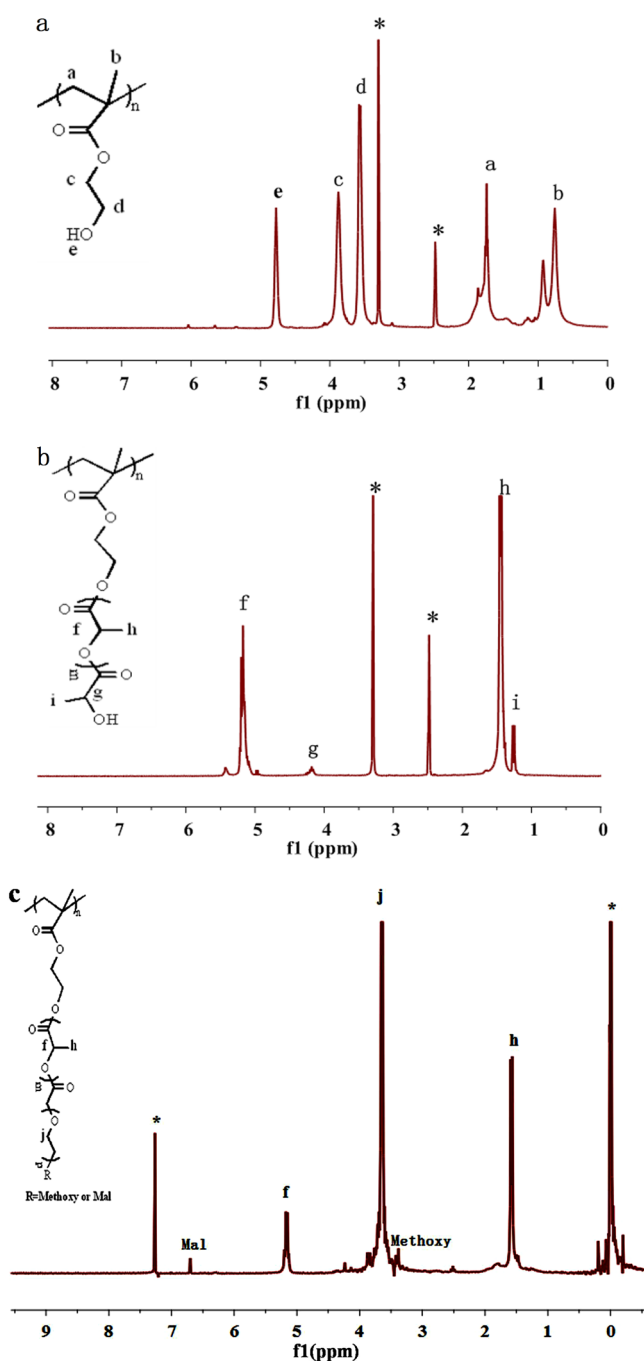 a
a
b
n
O
O
c
d
HO
e
e
c
d
*
*
a
b
8 7 6 5 4 3 2 1 0
f1 (ppm)
b
n
O
O
O
O
f
h
O
m
O
i
g
OH
f
g
*
*
h
i
8 7 6 5 4 3 2 1 0
f1 (ppm)
c
n
O
O
O
O
f
h
O
m
O
O
j
R
R=Methoxy or Mal
*
Mal
f
j
Methoxy
h
*
9 8 7 6 5 4 3 2 1 0
f1(ppm)